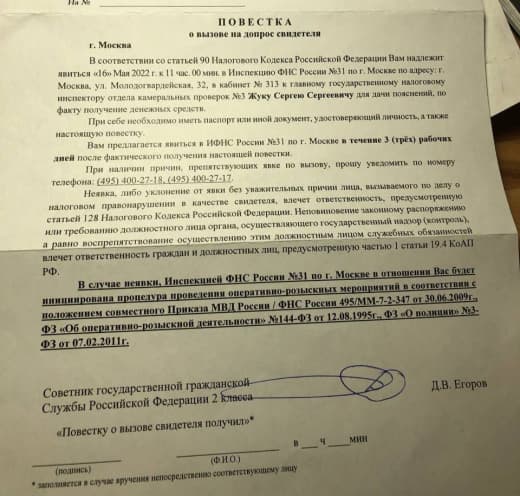 На №
П О В Е С Т К А
о вызове на допрос свидетеля
г. Москва
В соответствии со статьей 90 Налогового Кодекса Российской Федерации Вам надлежит
явиться «16» Мая 2022 г. к 11 час. 00 мин. в Инспекцию ФНС России №31 по г. Москве по адресу: г.
Москва, ул. Молодогвардейская, 32, в кабинет № 313 к главному государственному налоговому
инспектору отдела камеральных проверок №3 Жуку Сергею Сергеевичу для дачи пояснений, по
факту получение денежных средств.
При себе необходимо иметь паспорт или иной документ, удостоверяющий личность, а также
настоящую повестку.
Вам предлагается явиться в ИФНС России №31 по г. Москве в течение 3 (трёх) рабочих
дней после фактического получения настоящей повестки.
При наличии причин, препятствующих явке по вызову, прошу уведомить по номеру
телефона: (495) 400-27-18, (495) 400-27-17.
Неявка, либо уклонение от явки без уважительных причин лица, вызываемого по делу о
налоговом правонарушении в качестве свидетеля, влечет ответственность, предусмотренную
статьей 128 Налогового Кодекса Российской Федерации. Неповиновение законному распоряжению
или требованию должностного лица органа, осуществляющего государственный надзор (контроль),
а равно воспрепятствование осуществлению этим должностным лицом служебных обязанностей
влечет ответственность граждан и должностных лиц, предусмотренную частью 1 статьи 19.4 КоАП
РФ.
В случае неявки, Инспекцией ФНС России №31 по г. Москве в отношении Вас будет
инициирована процедура проведения оперативно-розыскных мероприятий в соответствии с
положением совместного Приказа МВД России / ФНС России 495/ММ-7-2-347 от 30.06.2009г.,
ФЗ «Об оперативно-розыскной деятельности» №144-ФЗ от 12.08.1995г., ФЗ «О полиции» №3-
ФЗ от 07.02.2011г.
Советник государственной гражданской
Службы Российской Федерации 2 класса
Д.В. Егоров
«Повестку о вызове свидетеля получил»*
в ___ ч ____мин
(подпись)
(Ф.И.О.)
* заполняется в случае вручения непосредственно соответствующему лицу